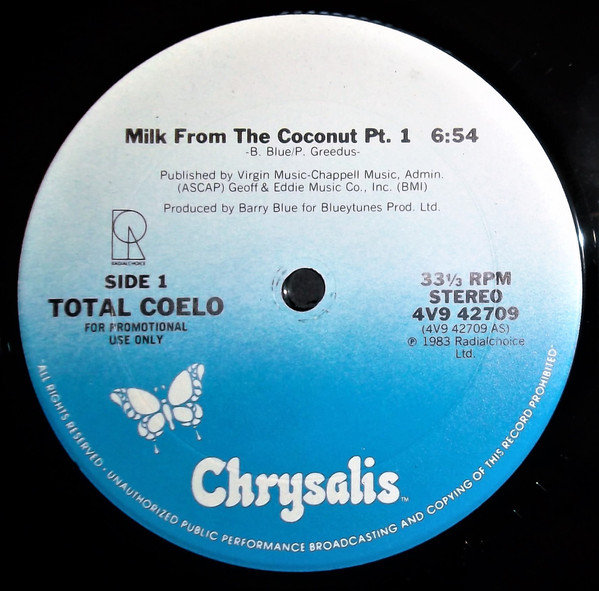 Milk From The Coconut Pt. 1 6:54
-B. Blue/P. Greedus-
Published by Virgin Music-Chappell Music, Admin.
(ASCAP) Geoff & Eddie Music Co., Inc. (BMI)
Produced by Barry Blue for Blueytunes Prod. Ltd.
RADIALCHOICE
SIDE 1
TOTAL COELO
FOR PROMOTIONAL
USE ONLY
33⅓ RPM
STEREO
4V9 42709
(4V9 42709 AS)
℗ 1983 Radialchoice
Ltd.
Chrysalis™
ALL RIGHTS RESERVED - UNAUTHORIZED PUBLIC PERFORMANCE BROADCASTING AND COPYING OF THIS RECORD PROHIBITED